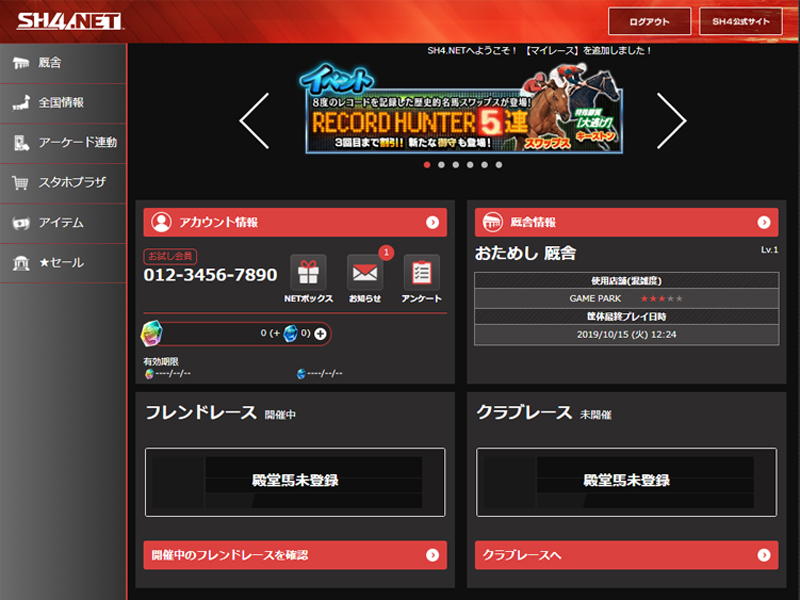 SH4.NET
ログアウト
SH4公式サイト
厩舎
全国情報
アーケード連動
スタホプラザ
アイテム
★セール
SH4.NETへようこそ！【マイレース】を追加しました！
イベント
8度のレコードを記録した歴史的名馬スワップスが登場!
RECORD HUNTER 5連
3回目まで割引! 新たな御守も登場!
特殊脚質
【大逃げ】
スワップス
キーストン
アカウント情報
お試し会員
012-3456-7890
1
NETボックス
お知らせ
アンケート
0 (+ 0)
有効期限
----/--/--
----/--/--
厩舎情報
おためし 厩舎
Lv.1
使用店舗(混雑度)
GAME PARK ★★★★★
筐体最終プレイ日時
2019/10/15 (火) 12:24
フレンドレース 開催中
殿堂馬未登録
開催中のフレンドレースを確認
クラブレース 未開催
殿堂馬未登録
クラブレースへ